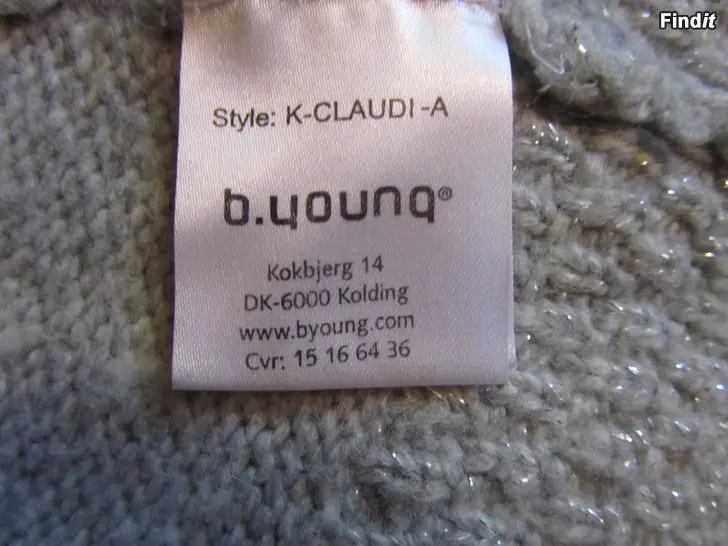 Findit
Style: K-CLAUDI-A
b.young®
Kokbjerg 14
DK-6000 Kolding
www.byoung.com
Cvr: 15 16 64 36